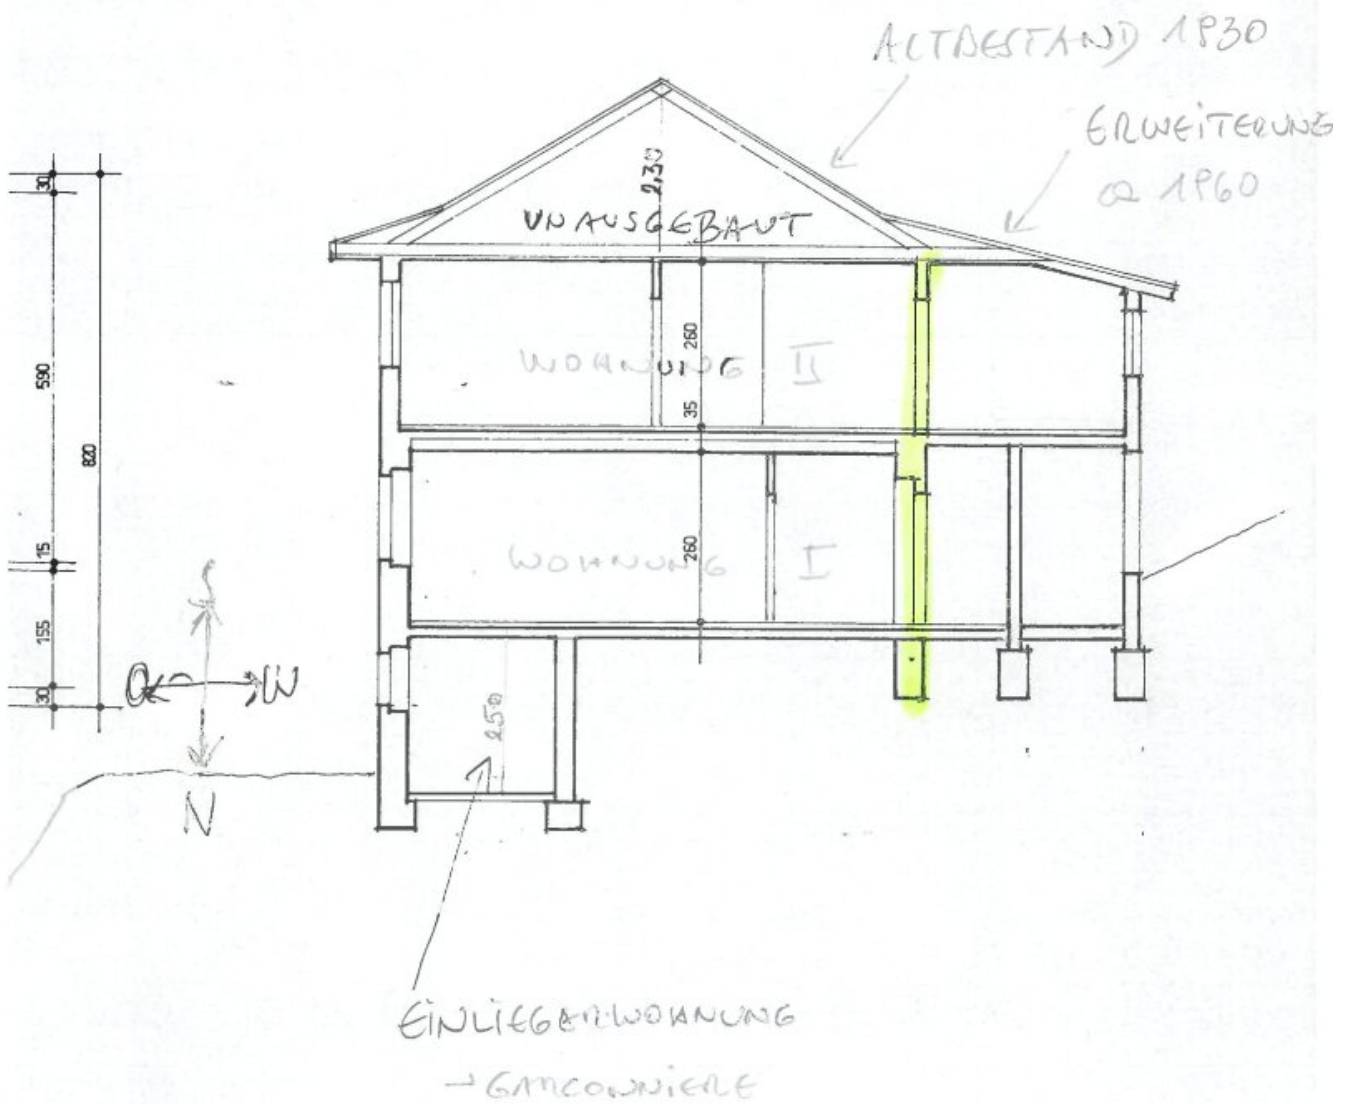 ALTBESTAND 1930
ERWEITERUNG
ca 1960
30
2,30
UNAUSGEBAUT
590
820
260
WOHNUNG II
35
15
260
WOHNUNG I
155
30
O
W
N
250
EINLIEGERWOHNUNG
→ GARCONNIERE